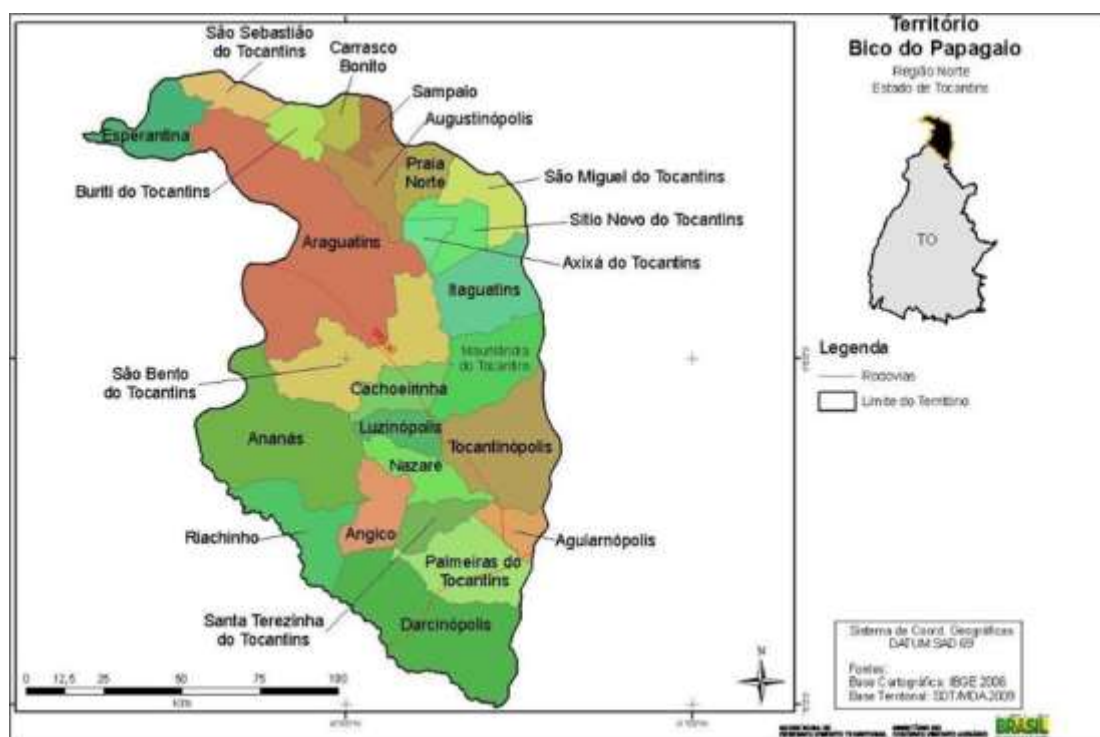 Território
Bico do Papagaio
Região Norte
Estado de Tocantins
São Sebastião
do Tocantins
Carrasco
Bonito
Sampaio
Augustinópolis
Esperantina
Praia
Norte
São Miguel do Tocantins
Buriti do Tocantins
Sítio Novo do Tocantins
Araguatins
Axixá do Tocantins
TO
Itaguatins
Legenda
Rodovias
Limite do Território
do Tocantins
São Bento
do Tocantins
Cachoeirinha
Luzinópolis
Ananás
Tocantinópolis
Nazaré
Riachinho
Angico
Aguiarnópolis
Palmeiras do
Tocantins
Santa Terezinha
do Tocantins
Darcinópolis
Sistema de Coord. Geográficas
DATUM SAD 69
Fontes:
Base Cartográfica: IBGE 2006
Base Territorial: SDT/MDA 2009
0 12,5 25 50 75 100
Km
N
BRASIL